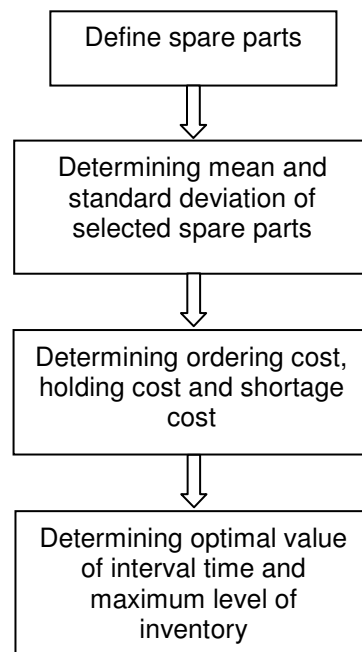 Define spare parts
Determining mean and
standard deviation of
selected spare parts
Determining ordering cost,
holding cost and shortage
cost
Determining optimal value
of interval time and
maximum level of
inventory